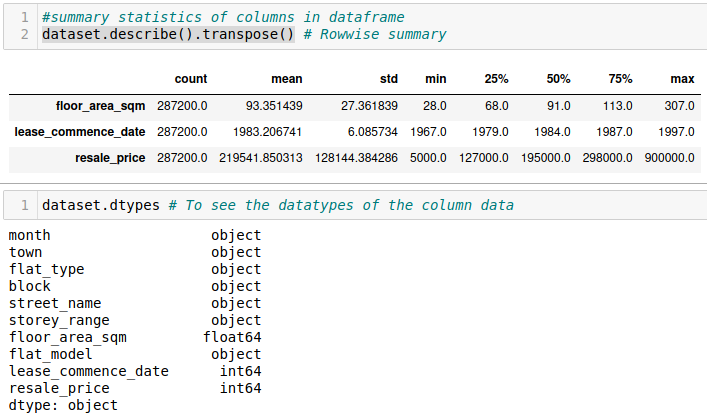 1 #summary statistics of columns in dataframe
2 dataset.describe().transpose() # Rowwise summary
count mean std min 25% 50% 75% max
floor_area_sqm 287200.0 93.351439 27.361839 28.0 68.0 91.0 113.0 307.0
lease_commence_date 287200.0 1983.206741 6.085734 1967.0 1979.0 1984.0 1987.0 1997.0
resale_price 287200.0 219541.850313 128144.384286 5000.0 127000.0 195000.0 298000.0 900000.0
1 dataset.dtypes # To see the datatypes of the column data
month object
town object
flat_type object
block object
street_name object
storey_range object
floor_area_sqm float64
flat_model object
lease_commence_date int64
resale_price int64
dtype: object